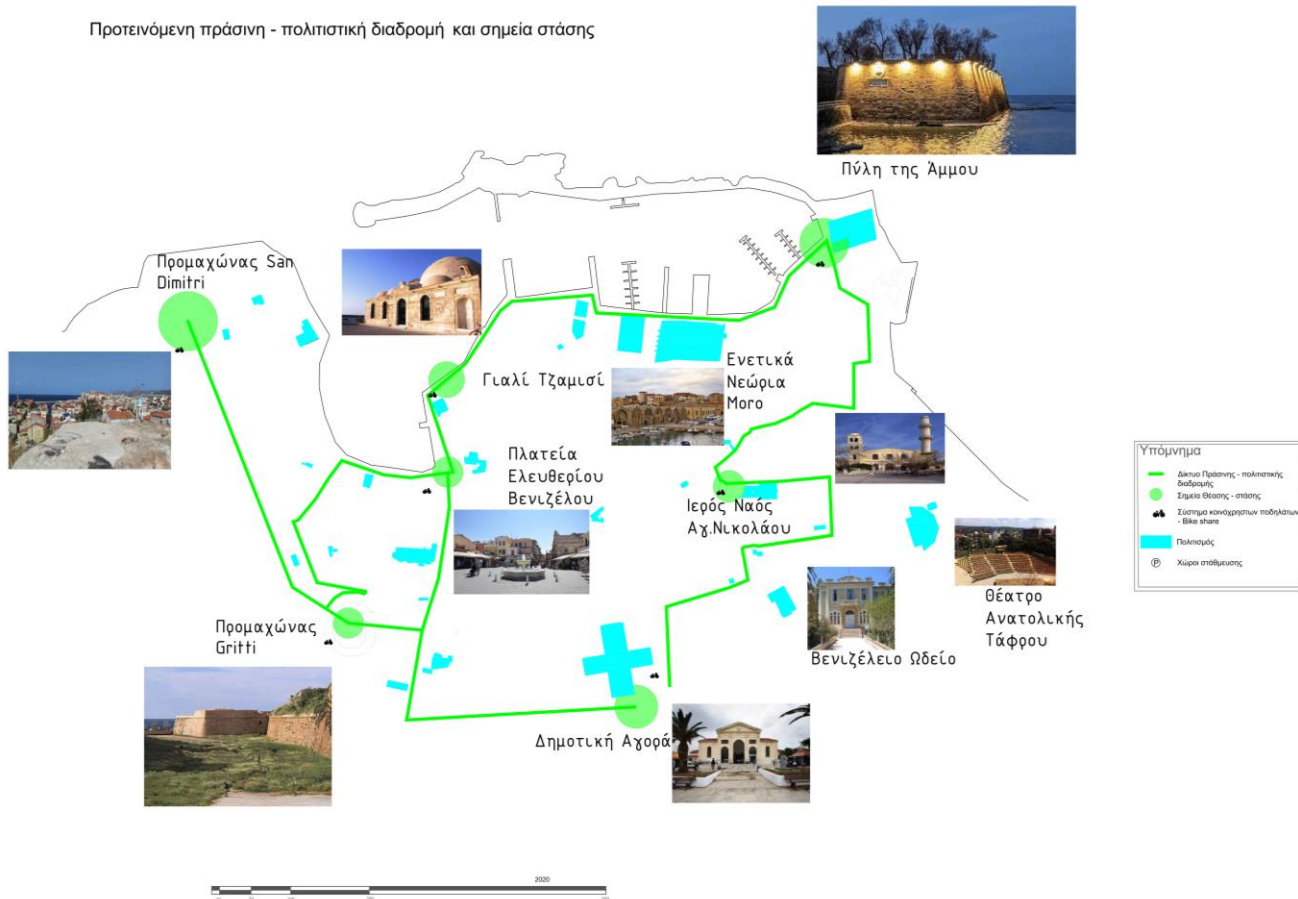 Προτεινόμενη πράσινη - πολιτιστική διαδρομή και σημεία στάσης
Πύλη της Άμμου
Προμαχώνας San
Dimitri
Γιαλί Τζαμισί
Ενετικά
Νεώρια
Moro
Πλατεία
Ελευθερίου
Βενιζέλου
Ιερός Ναός
Αγ.Νικολάου
Προμαχώνας
Gritti
Βενιζέλειο Ωδείο
Θέατρο
Ανατολικής
Τάφρου
Δημοτική Αγορά
Υπόμνημα
Δίκτυο Πράσινης - πολιτιστικής
διαδρομής
Σημεία Θέασης - στάσης
Σύστημα κοινόχρηστων ποδηλάτων
- Bike share
Πολιτισμός
P Χώροι στάθμευσης
2020